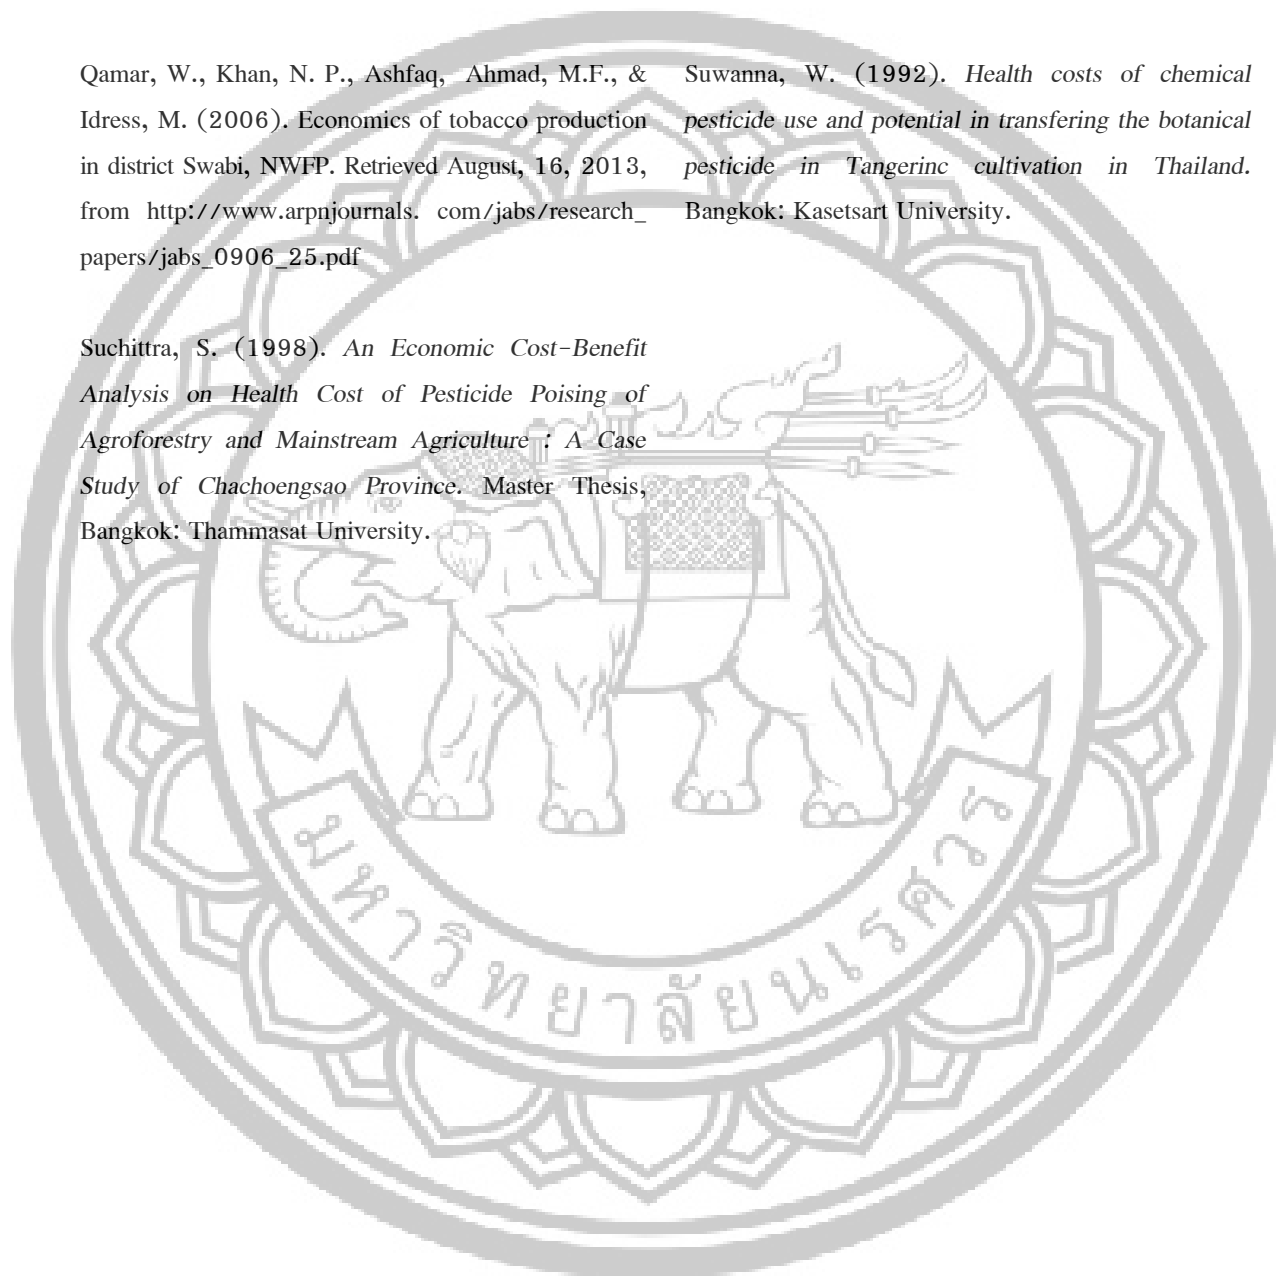 Qamar, W., Khan, N. P., Ashfaq, Ahmad, M.F., &
Idress, M. (2006). Economics of tobacco production
in district Swabi, NWFP. Retrieved August, 16, 2013,
from http://www.arpnjournals. com/jabs/research_
papers/jabs_0906_25.pdf
Suchittra, S. (1998). An Economic Cost-Benefit
Analysis on Health Cost of Pesticide Poising of
Agroforestry and Mainstream Agriculture : A Case
Study of Chachoengsao Province. Master Thesis,
Bangkok: Thammasat University.
Suwanna, W. (1992). Health costs of chemical
pesticide use and potential in transfering the botanical
pesticide in Tangerinc cultivation in Thailand.
Bangkok: Kasetsart University.
มหาวิทยาลัยนเรศวร